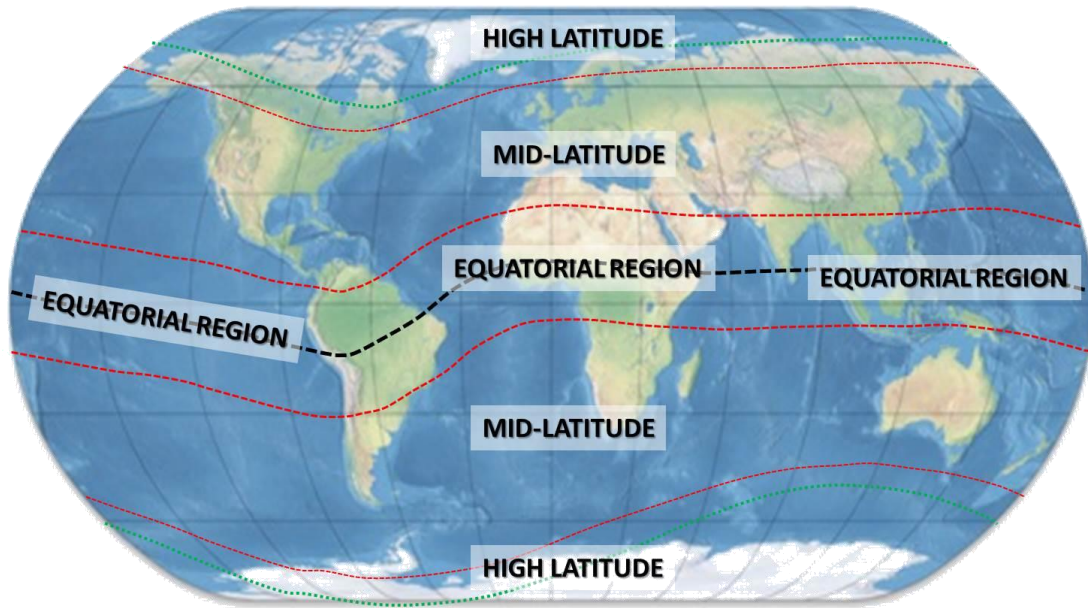 HIGH LATITUDE
MID-LATITUDE
EQUATORIAL REGION
EQUATORIAL REGION
EQUATORIAL REGION
MID-LATITUDE
HIGH LATITUDE